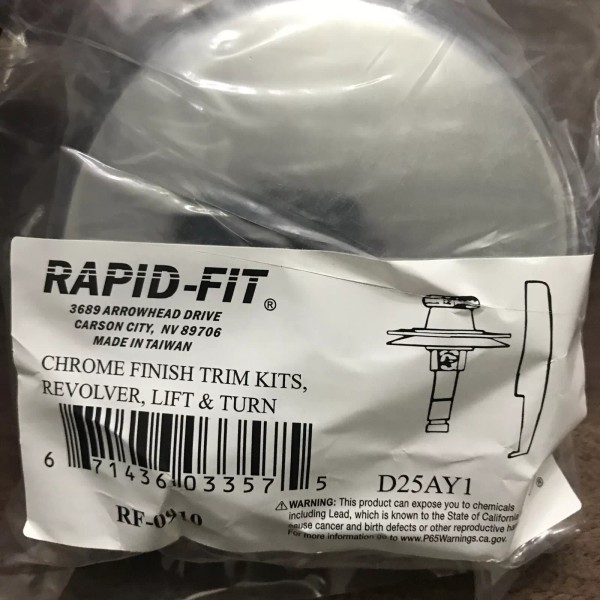 RAPID-FIT®
3689 ARROWHEAD DRIVE
CARSON CITY, NV 89706
MADE IN TAIWAN
CHROME FINISH TRIM KITS,
REVOLVER, LIFT & TURN
6 71436 03357 5
D25AY1
®
RF-0910
⚠WARNING: This product can expose you to chemicals
including Lead, which is known to the State of California
cause cancer and birth defects or other reproductive
For more information go to www.P65Warnings.ca.gov